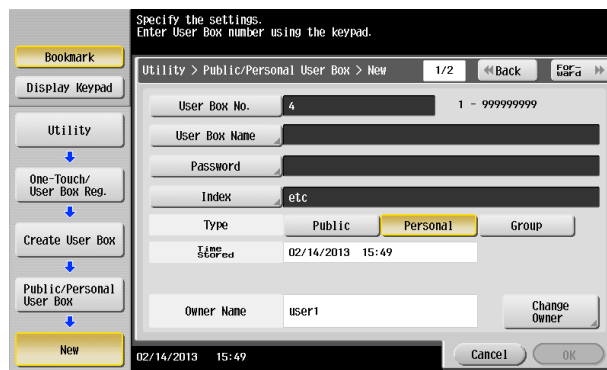 Specify the settings.
Enter User Box number using the keypad.
Bookmark
Display Keypad
Utility
One-Touch/
User Box Reg.
Create User Box
Public/Personal
User Box
New
Utility > Public/Personal User Box > New
1/2
Back
For-
ward
User Box No.
4
1 - 999999999
User Box Name
Password
Index
etc
Type
Public
Personal
Group
Time
Stored
02/14/2013 15:49
Owner Name
user1
Change
Owner
02/14/2013 15:49
Cancel
OK